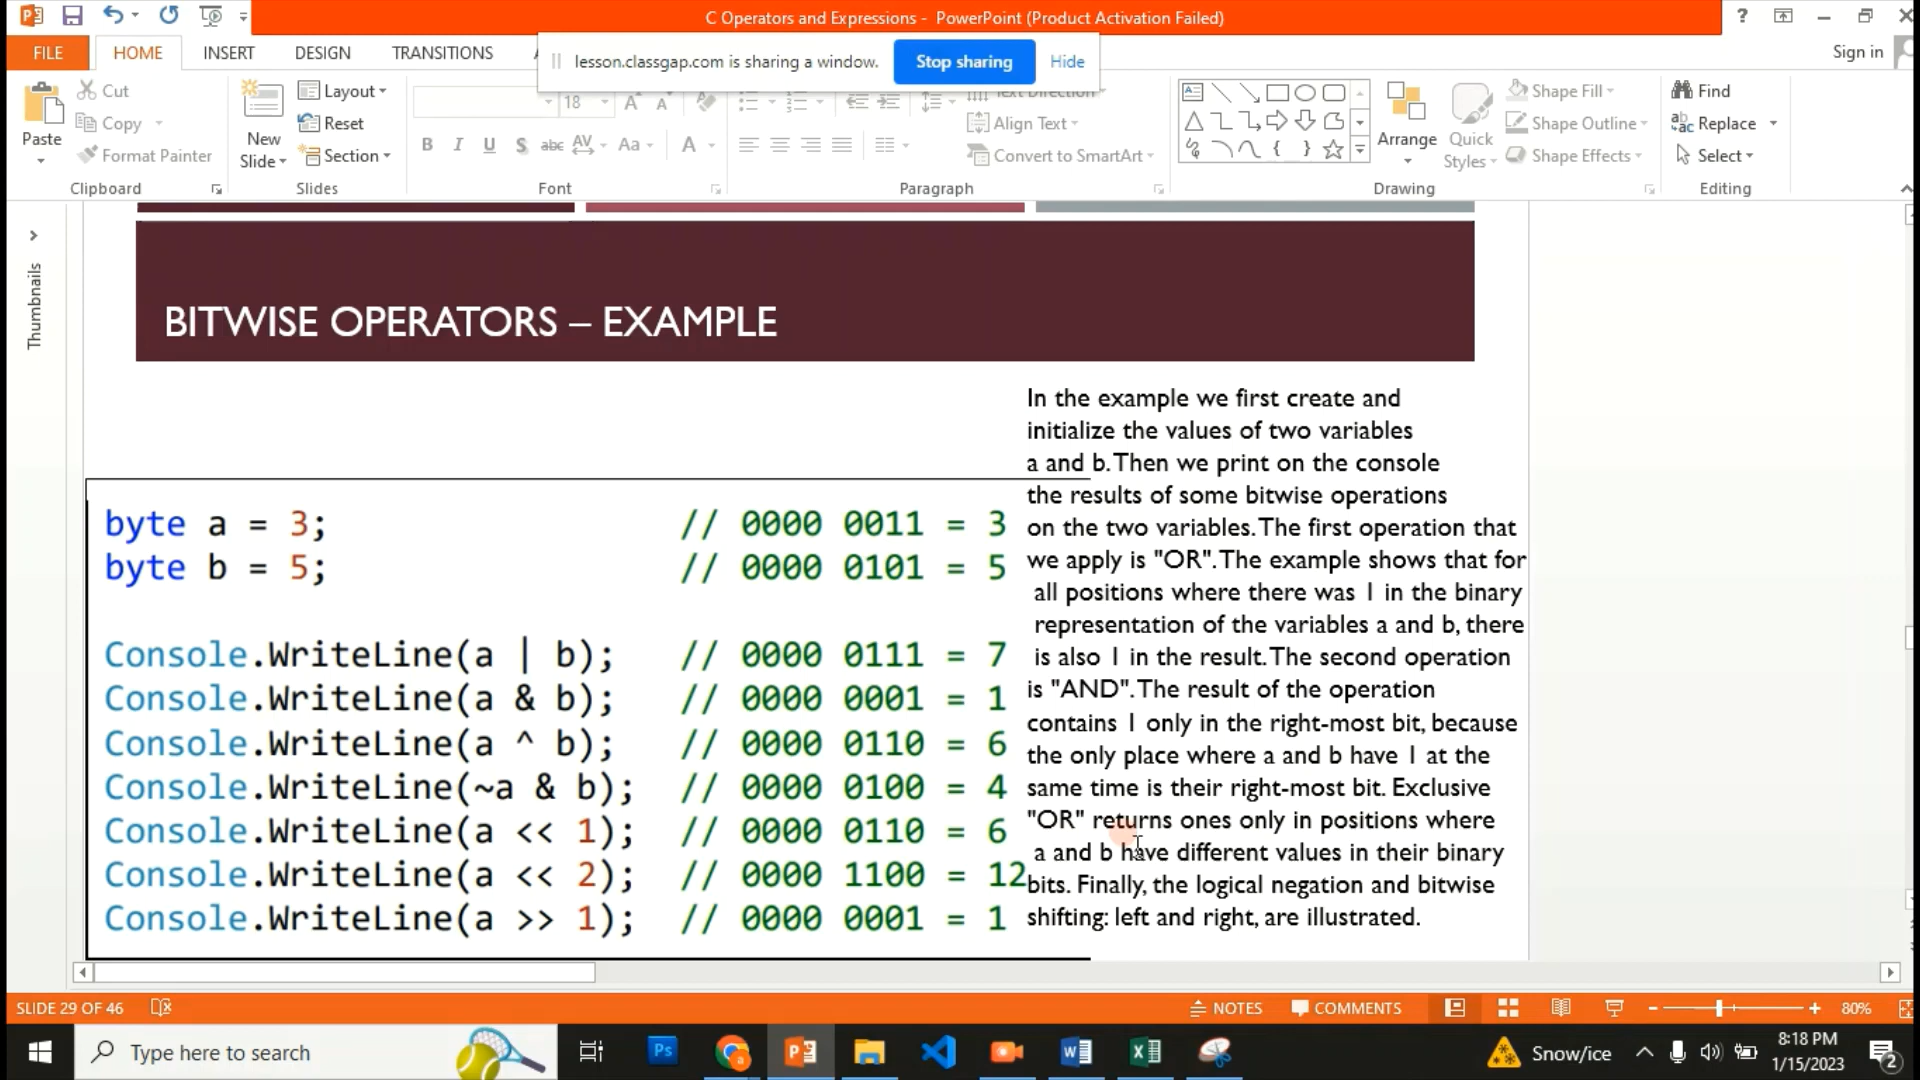 C Operators and Expressions - PowerPoint (Product Activation Failed)
FILE HOME INSERT DESIGN TRANSITIONS
lesson.classgap.com is sharing a window. Stop sharing Hide
Sign in
Paste
Cut
Copy
Format Painter
Clipboard
New
Slide
Layout
Reset
Section
Slides
18
B I U S abc AV Aa A
Font
Text Direction
Align Text
Convert to SmartArt
Paragraph
Arrange
Quick
Styles
Shape Fill
Shape Outline
Shape Effects
Drawing
Find
Replace
Select
Editing
Thumbnails
BITWISE OPERATORS – EXAMPLE
byte a = 3; // 0000 0011 = 3
byte b = 5; // 0000 0101 = 5
Console.WriteLine(a | b); // 0000 0111 = 7
Console.WriteLine(a & b); // 0000 0001 = 1
Console.WriteLine(a ^ b); // 0000 0110 = 6
Console.WriteLine(~a & b); // 0000 0100 = 4
Console.WriteLine(a << 1); // 0000 0110 = 6
Console.WriteLine(a << 2); // 0000 1100 = 12
Console.WriteLine(a >> 1); // 0000 0001 = 1
In the example we first create and
initialize the values of two variables
a and b. Then we print on the console
the results of some bitwise operations
on the two variables. The first operation that
we apply is "OR". The example shows that for
all positions where there was 1 in the binary
representation of the variables a and b, there
is also 1 in the result. The second operation
is "AND". The result of the operation
contains 1 only in the right-most bit, because
the only place where a and b have 1 at the
same time is their right-most bit. Exclusive
"OR" returns ones only in positions where
a and b have different values in their binary
bits. Finally, the logical negation and bitwise
shifting: left and right, are illustrated.
SLIDE 29 OF 46
NOTES COMMENTS 80%
Type here to search
Ps
Snow/ice
8:18 PM
1/15/2023
2